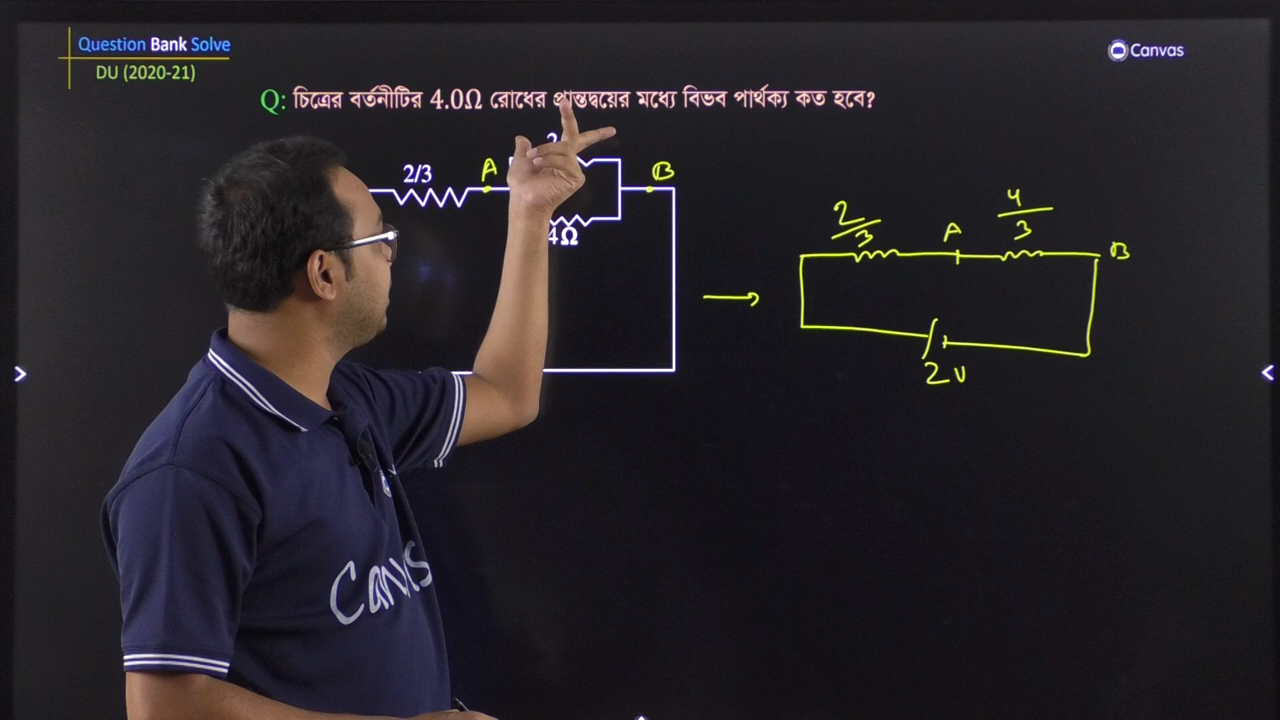 Question Bank Solve
DU (2020-21)
Canvas
Q: চিত্রের বর্তনীটির 4.0Ω রোধের প্রান্তদ্বয়ের মধ্যে বিভব পার্থক্য কত হবে?
2/3
A
B
4Ω
2/3
A
4/3
B
2V
Canvas